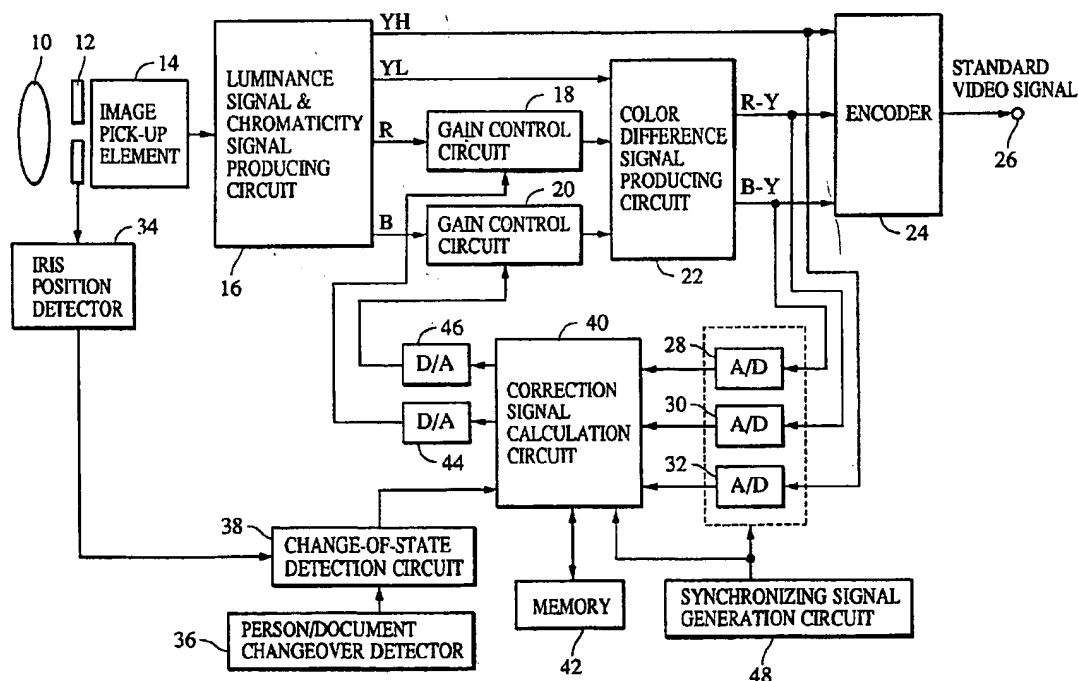 10
12
14
IMAGE
PICK-UP
ELEMENT
LUMINANCE
SIGNAL &
CHROMATICITY
SIGNAL
PRODUCING
CIRCUIT
16
YH
YL
R
B
18
GAIN CONTROL
CIRCUIT
20
GAIN CONTROL
CIRCUIT
COLOR
DIFFERENCE
SIGNAL
PRODUCING
CIRCUIT
22
R-Y
B-Y
ENCODER
24
STANDARD
VIDEO SIGNAL
26
34
IRIS
POSITION
DETECTOR
46
D/A
D/A
44
40
CORRECTION
SIGNAL
CALCULATION
CIRCUIT
28
A/D
30
A/D
32
A/D
38
CHANGE-OF-STATE
DETECTION CIRCUIT
36
PERSON/DOCUMENT
CHANGEOVER DETECTOR
MEMORY
42
SYNCHRONIZING SIGNAL
GENERATION CIRCUIT
48